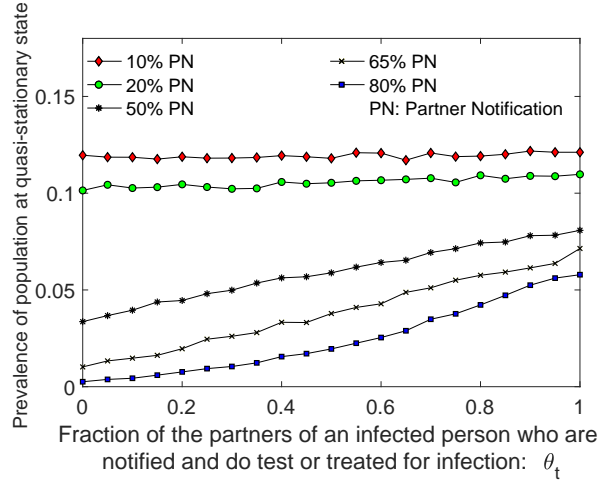 Prevalence of population at quasi-stationary state
10% PN
20% PN
50% PN
65% PN
80% PN
PN: Partner Notification
0.15
0.1
0.05
0
0
0.2
0.4
0.6
0.8
1
Fraction of the partners of an infected person who are
notified and do test or treated for infection: θt